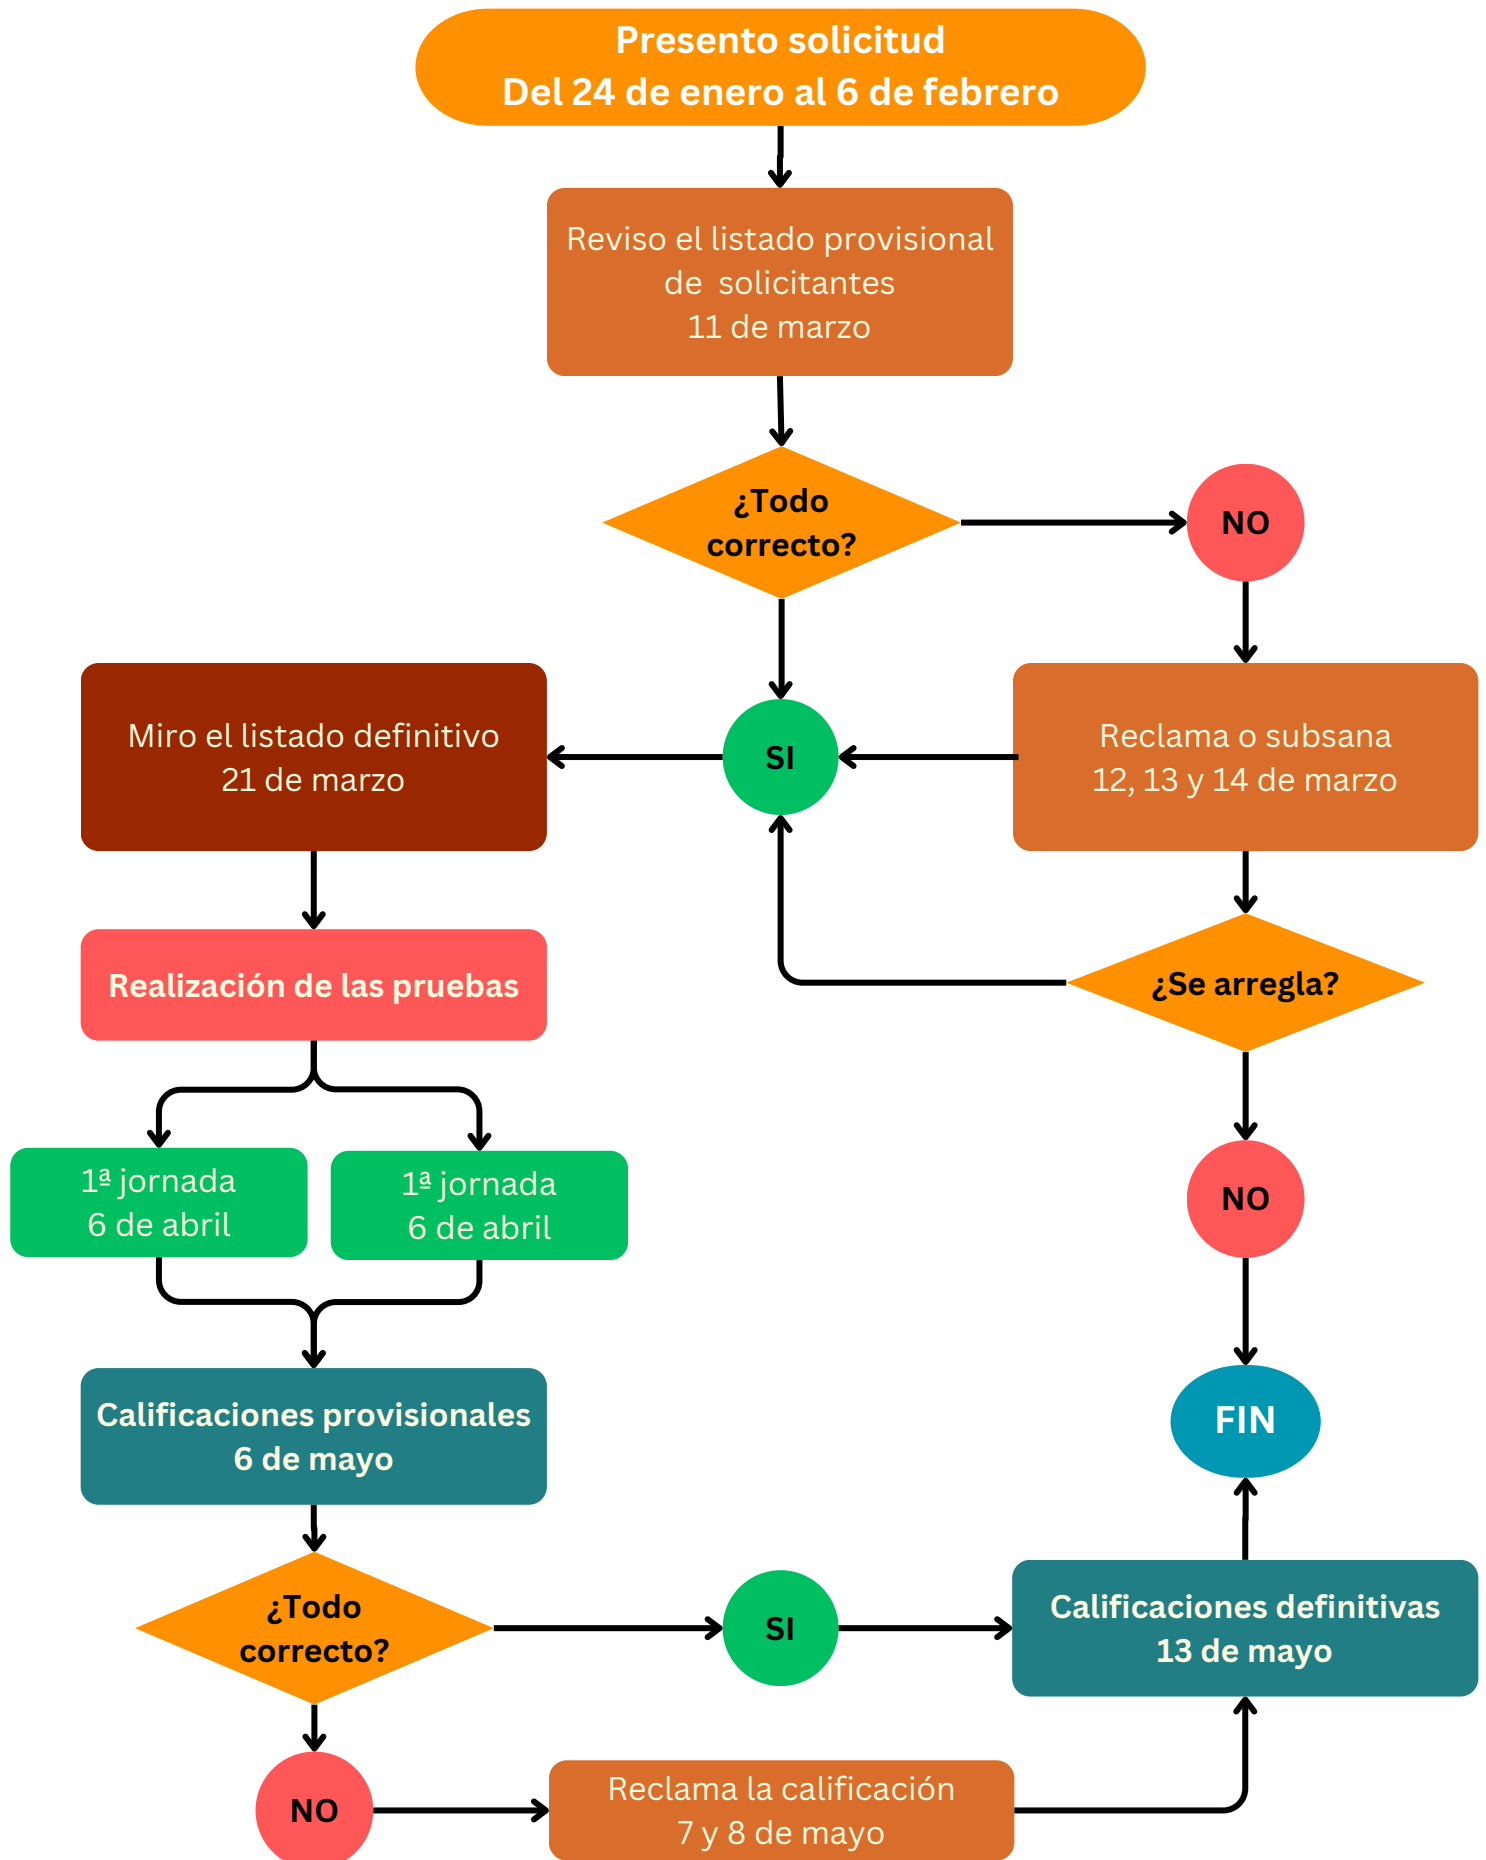 Presento solicitud
Del 24 de enero al 6 de febrero
Reviso el listado provisional
de solicitantes
11 de marzo
¿Todo
correcto?
NO
Miro el listado definitivo
21 de marzo
SI
Reclama o subsana
12, 13 y 14 de marzo
Realización de las pruebas
¿Se arregla?
1ª jornada
6 de abril
1ª jornada
6 de abril
NO
Calificaciones provisionales
6 de mayo
FIN
¿Todo
correcto?
SI
Calificaciones definitivas
13 de mayo
NO
Reclama la calificación
7 y 8 de mayo